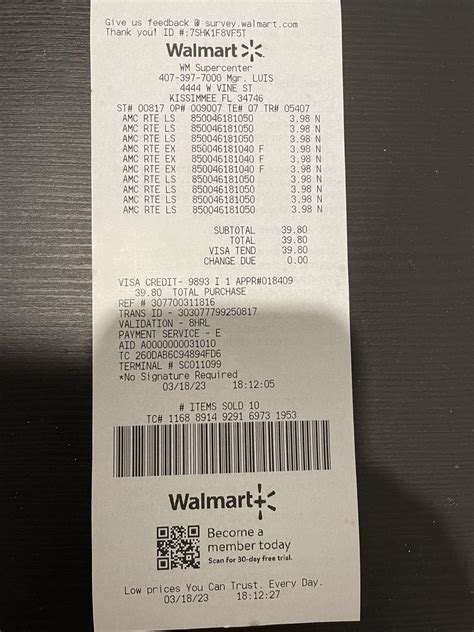 Give us feedback @ survey.walmart.com
Thank you! ID #:7SHK1F8VF5T
Walmart
WM Supercenter
407-397-7000 Mgr. LUIS
4444 W VINE ST
KISSIMMEE FL 34746
ST# 00817 OP# 009007 TE# 07 TR# 05407
AMC RTE LS 850046181050 3.98 N
AMC RTE LS 850046181050 3.98 N
AMC RTE LS 850046181050 3.98 N
AMC RTE EX 850046181040 F 3.98 N
AMC RTE EX 850046181040 F 3.98 N
AMC RTE EX 850046181040 F 3.98 N
AMC RTE LS 850046181050 3.98 N
AMC RTE LS 850046181050 3.98 N
AMC RTE LS 850046181050 3.98 N
AMC RTE LS 850046181050 3.98 N
SUBTOTAL 39.80
TOTAL 39.80
VISA TEND 39.80
CHANGE DUE 0.00
VISA CREDIT- 9893 I 1 APPR#018409
39.80 TOTAL PURCHASE
REF # 307700311816
TRANS ID - 303077799250817
VALIDATION - 8HRL
PAYMENT SERVICE - E
AID A0000000031010
TC 260DAB6C94894FD6
TERMINAL # SC011099
*No Signature Required
03/18/23 18:12:05
# ITEMS SOLD 10
TC# 1168 8914 9291 6973 1953
Walmart
Become a
member today
Scan for 30-day free trial.
Low prices You Can Trust. Every Day.
03/18/23 18:12:27